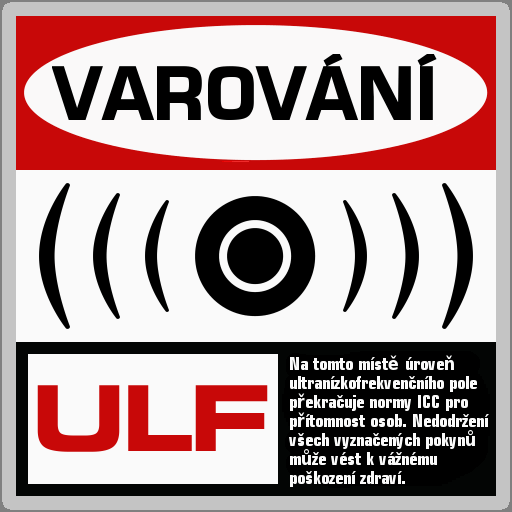 VAROVÁNÍ
ULF
Na tomto místě úroveň
ultranízkofrekvenčního pole
překračuje normy ICC pro
přítomnost osob. Nedodržení
všech vyznačených pokynů
může vést k vážnému
poškození zdraví.